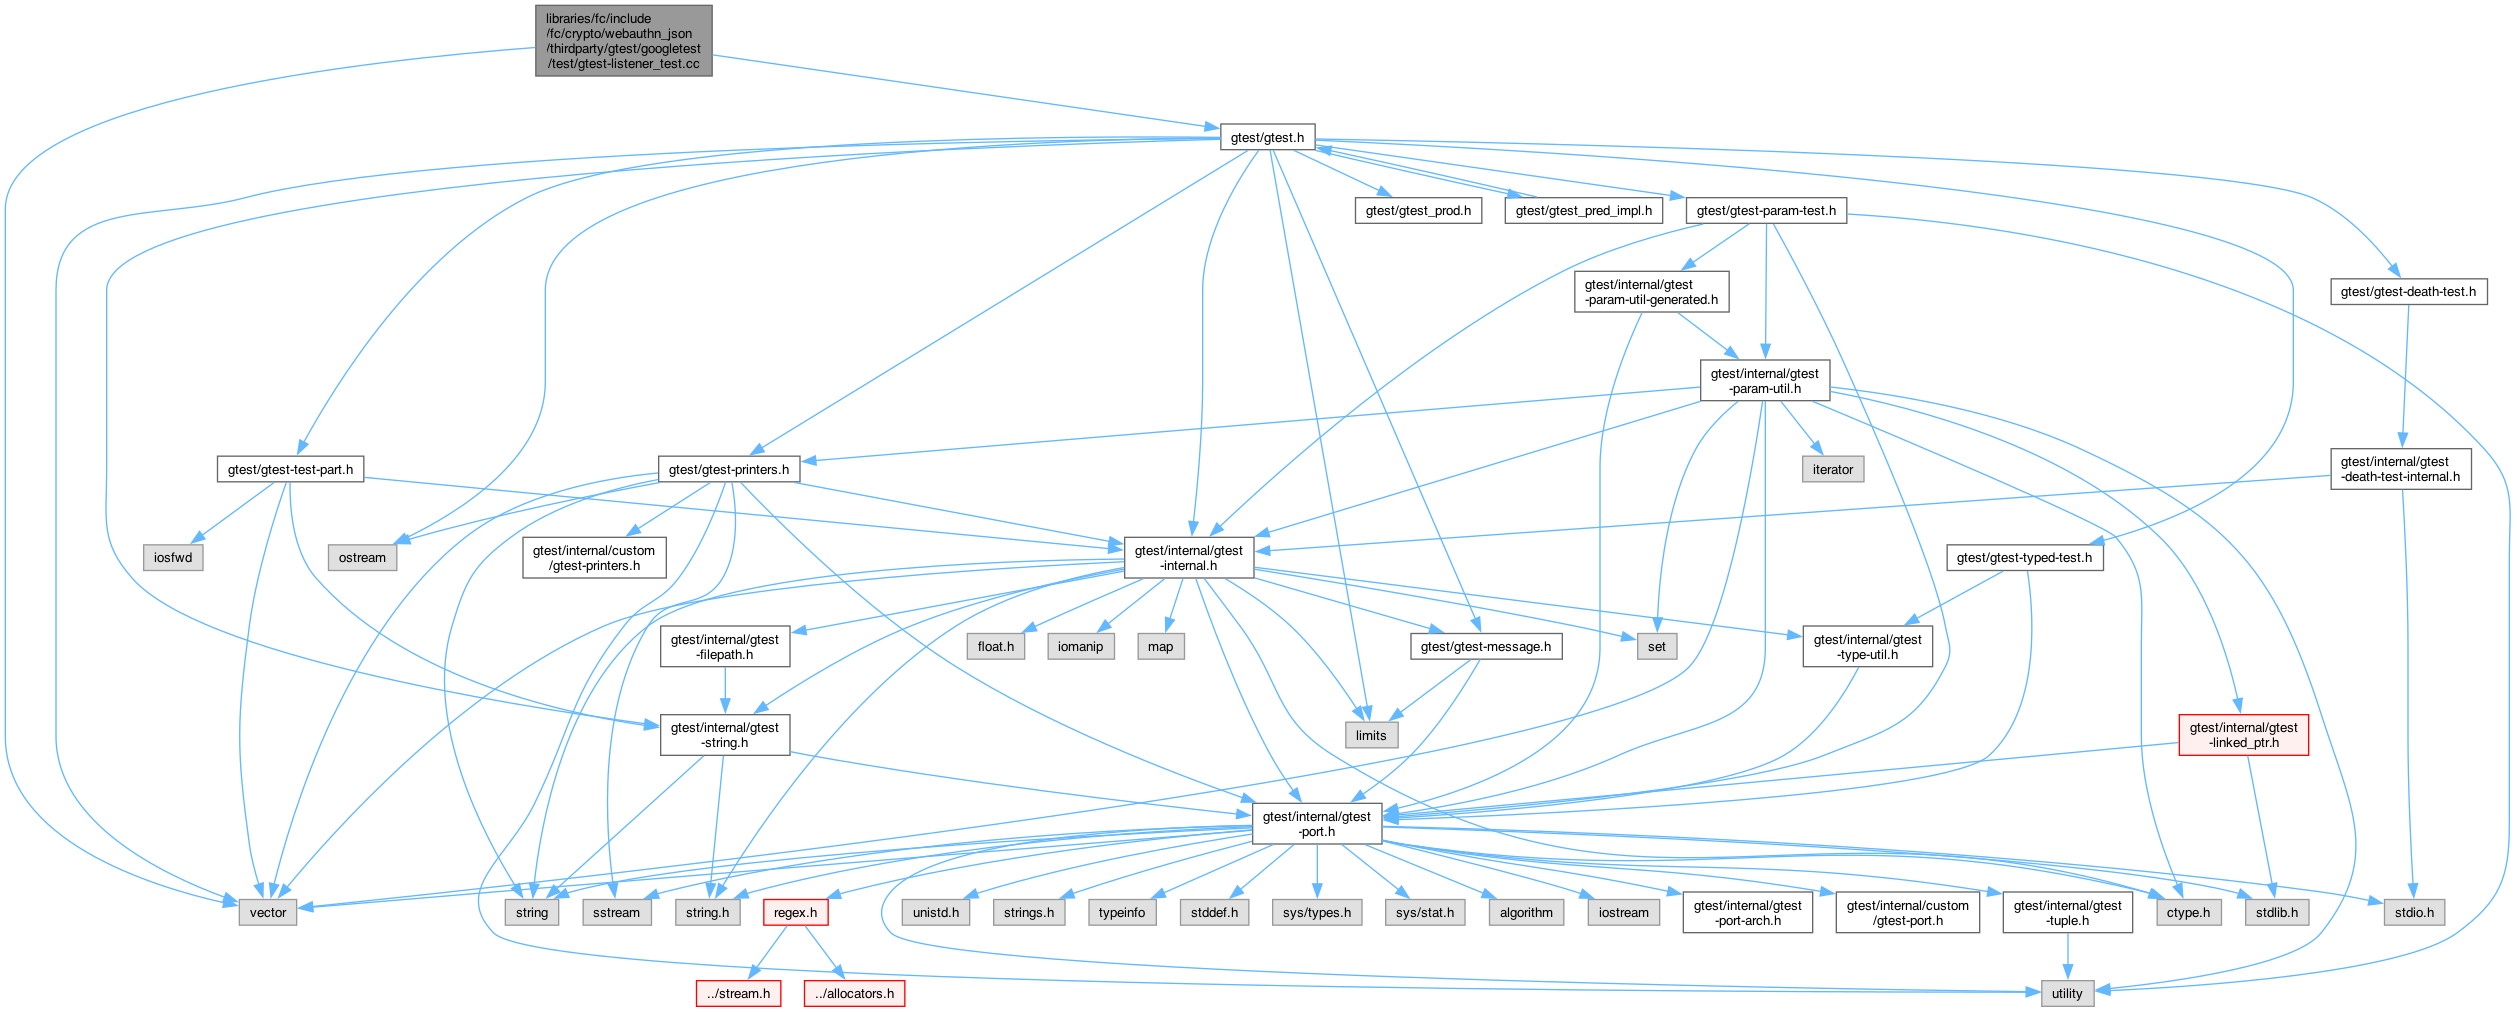 libraries/fc/include
/fc/crypto/webauthn_json
/thirdparty/gtest/googletest
/test/gtest-listener_test.cc
gtest/gtest.h
gtest/gtest_prod.h
gtest/gtest_pred_impl.h
gtest/gtest-param-test.h
gtest/internal/gtest
-param-util-generated.h
gtest/gtest-death-test.h
gtest/internal/gtest
-param-util.h
gtest/gtest-test-part.h
gtest/gtest-printers.h
iterator
gtest/internal/gtest
-death-test-internal.h
iosfwd
ostream
gtest/internal/custom
/gtest-printers.h
gtest/internal/gtest
-internal.h
gtest/gtest-typed-test.h
gtest/internal/gtest
-filepath.h
float.h
iomanip
map
gtest/gtest-message.h
set
gtest/internal/gtest
-type-util.h
gtest/internal/gtest
-string.h
limits
gtest/internal/gtest
-linked_ptr.h
gtest/internal/gtest
-port.h
vector
string
sstream
string.h
regex.h
unistd.h
strings.h
typeinfo
stddef.h
sys/types.h
sys/stat.h
algorithm
iostream
gtest/internal/gtest
-port-arch.h
gtest/internal/custom
/gtest-port.h
gtest/internal/gtest
-tuple.h
ctype.h
stdlib.h
stdio.h
../stream.h
../allocators.h
utility